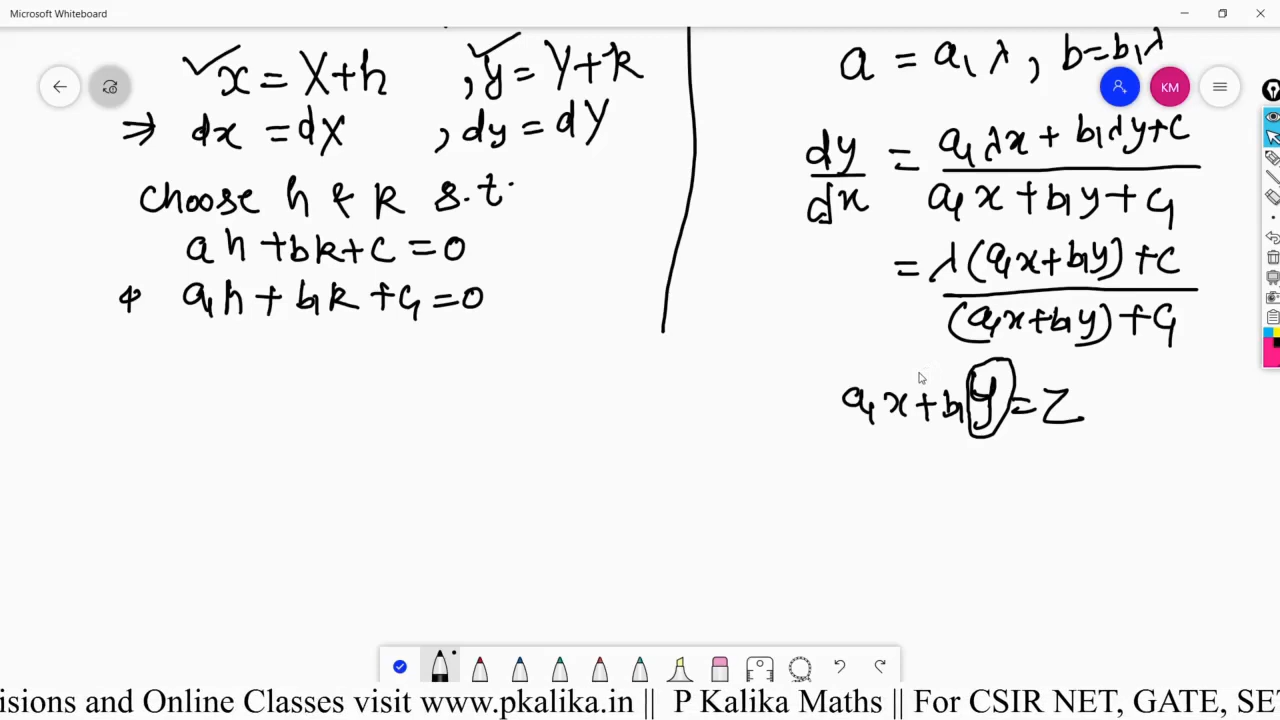 Microsoft Whiteboard
x = X+h , y = Y+k
⇒ dx = dX , dy = dY
Choose h & k s.t.
ah + bk + c = 0
& a₁h + b₁k + c₁ = 0
a = a₁λ, b = b₁λ
KM
dy/dx = (a₁λx + b₁λy + c)/(a₁x + b₁y + c₁)
= (λ(a₁x + b₁y) + c)/((a₁x + b₁y) + c₁)
a₁x + b₁y = z
isions and Online Classes visit www.pkalika.in || P Kalika Maths || For CSIR NET, GATE, SE